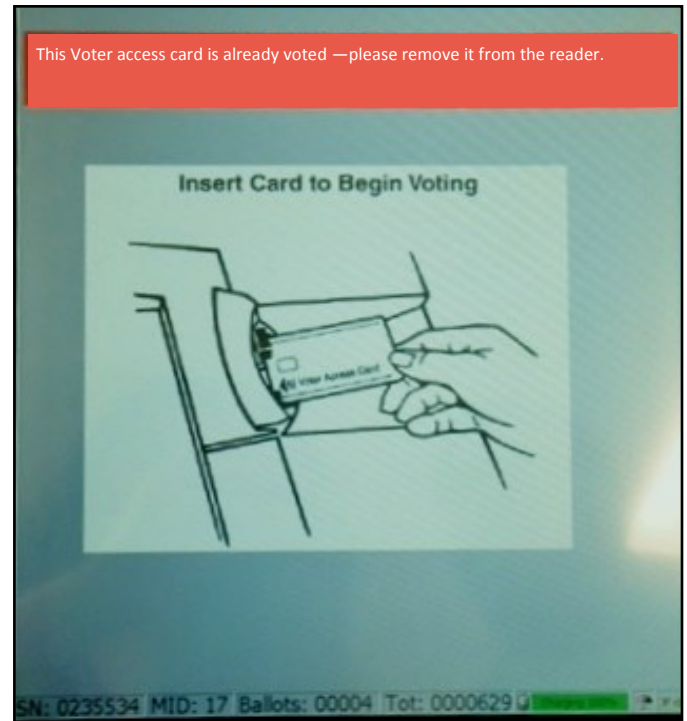 This Voter access card is already voted —please remove it from the reader.
Insert Card to Begin Voting
Voter Access Card
SN: 0235534 MID: 17 Ballots: 00004 Tot: 0000629